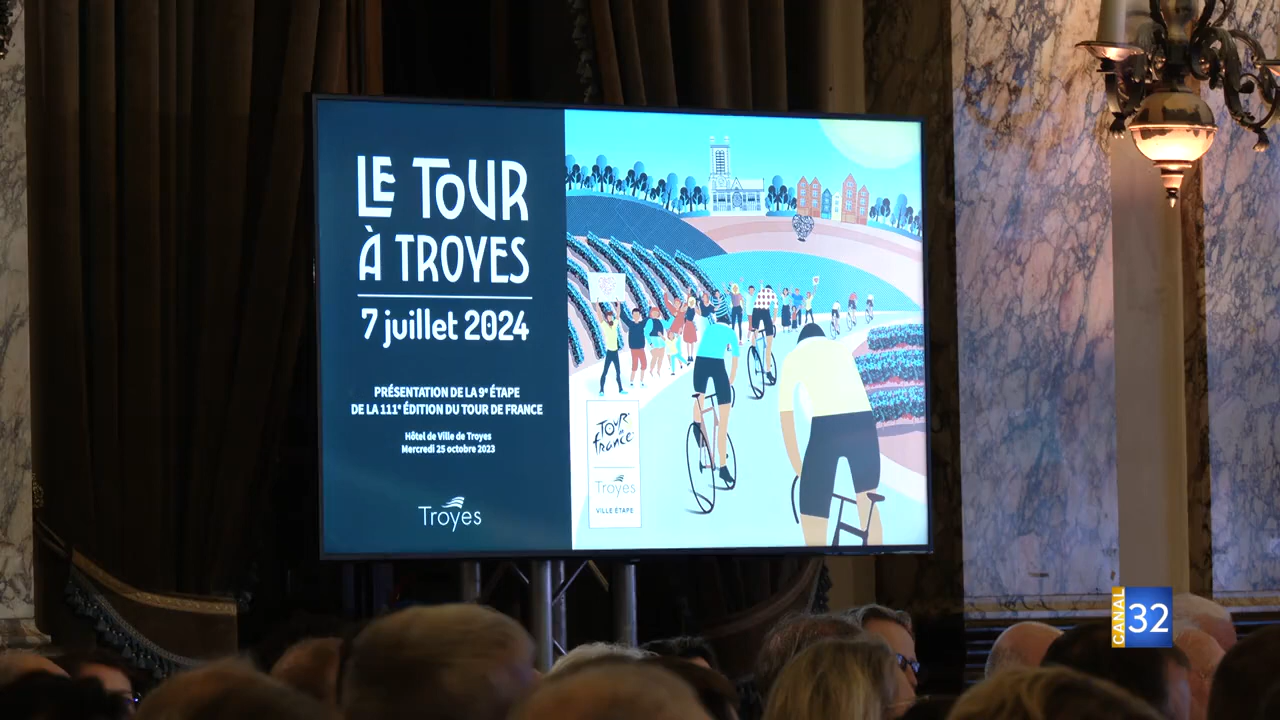 LE TOUR
À TROYES
7 juillet 2024
PRÉSENTATION DE LA 9e ÉTAPE
DE LA 111e ÉDITION DU TOUR DE FRANCE
Hôtel de Ville de Troyes
Mercredi 25 octobre 2023
Troyes
TOUR
de
france
Troyes
VILLE ÉTAPE
CANAL
32